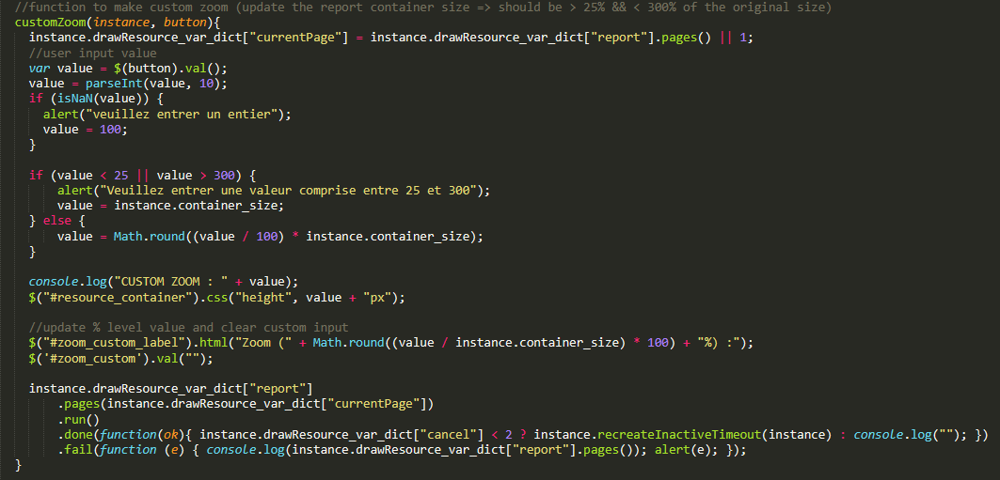 //function to make custom zoom (update the report container size => should be > 25% && < 300% of the original size)
customZoom(instance, button){
  instance.drawResource_var_dict["currentPage"] = instance.drawResource_var_dict["report"].pages() || 1;
  //user input value
  var value = $(button).val();
  value = parseInt(value, 10);
  if (isNaN(value)) {
    alert("veuillez entrer un entier");
    value = 100;
  }

  if (value < 25 || value > 300) {
      alert("Veuillez entrer une valeur comprise entre 25 et 300");
      value = instance.container_size;
  } else {
      value = Math.round((value / 100) * instance.container_size);
  }

  console.log("CUSTOM ZOOM : " + value);
  $("#resource_container").css("height", value + "px");

  //update % level value and clear custom input
  $("#zoom_custom_label").html("Zoom (" + Math.round((value / instance.container_size) * 100) + "%) :");
  $('#zoom_custom').val("");

  instance.drawResource_var_dict["report"]
      .pages(instance.drawResource_var_dict["currentPage"])
      .run()
      .done(function(ok){ instance.drawResource_var_dict["cancel"] < 2 ? instance.recreateInactiveTimeout(instance) : console.log(""); })
      .fail(function (e) { console.log(instance.drawResource_var_dict["report"].pages()); alert(e); });
}